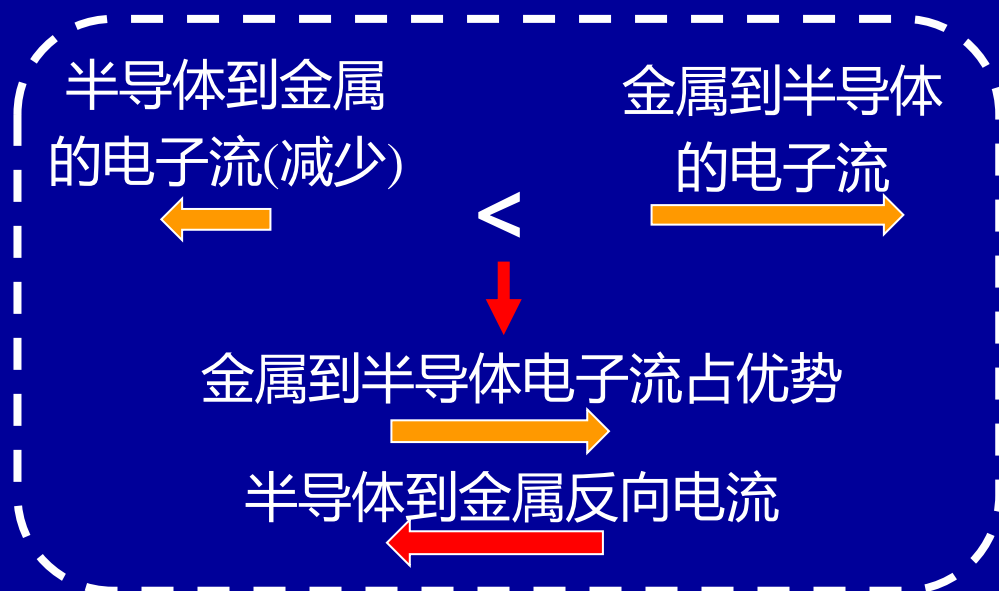 半导体到金属
的电子流(减少)
金属到半导体
的电子流
<
金属到半导体电子流占优势
半导体到金属反向电流